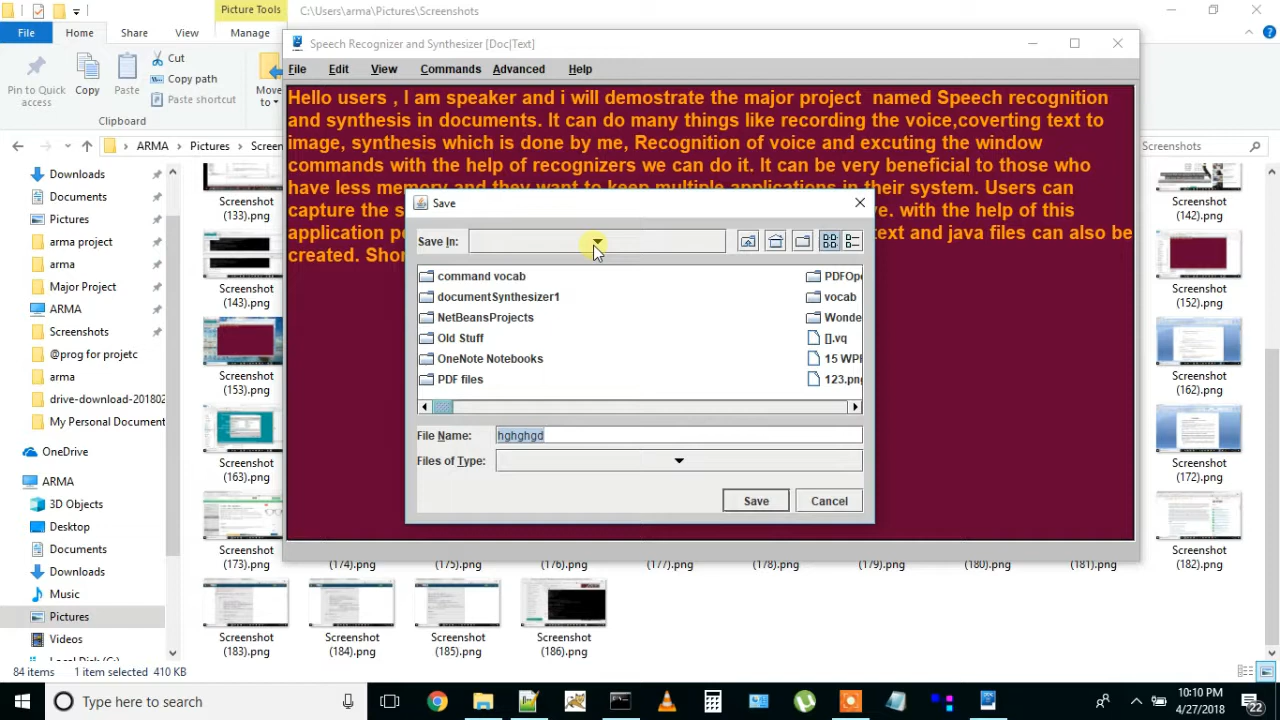 Picture Tools
C:\Users\arma\Pictures\Screenshots
File
Home
Share
View
Manage
Pin to Quick access
Copy
Paste
Cut
Copy path
Paste shortcut
Move to
Clipboard
ARMA
Pictures
Screen
Screenshots
Downloads
Documents
Pictures
arma project
arma
Major Project
ARMA
Screenshots
@prog for projetc
arma
drive-download-201802
My Personal Document
OneDrive
ARMA
3D Objects
Desktop
Documents
Downloads
Music
Pictures
Videos
Speech Recognizer and Synthesizer [Doc|Text]
File Edit View Commands Advanced Help
Hello users , I am speaker and i will demostrate the major project named Speech recognition
and synthesis in documents. It can do many things like recording the voice,coverting text to
image, synthesis which is done by me, Recognition of voice and excuting the window
commands with the help of recognizers we can do it. It can be very beneficial to those who
have less memory and they want to keep multiple applications in their system. Users can
capture the s
ve. with the help of this
application p
text and java files can also be
created. Shor
Save
Save In:
command vocab
documentSynthesizer1
NetBeansProjects
Old Stuff
OneNote Notebooks
PDF files
PDFOp
vocab
Wonde
[].vq
15 WP
123.png
File Name:
Files of Type:
Save
Cancel
Screenshot (133).png
Screenshot (142).png
Screenshot (143).png
Screenshot (152).png
Screenshot (153).png
Screenshot (162).png
Screenshot (163).png
Screenshot (172).png
Screenshot (173).png
(174).png
(175).png
(176).png
(177).png
(178).png
(179).png
(180).png
(181).png
Screenshot (182).png
Screenshot (183).png
Screenshot (184).png
Screenshot (185).png
Screenshot (186).png
84 items
1 item selected 410 KB
Type here to search
10:10 PM
4/27/2018
22